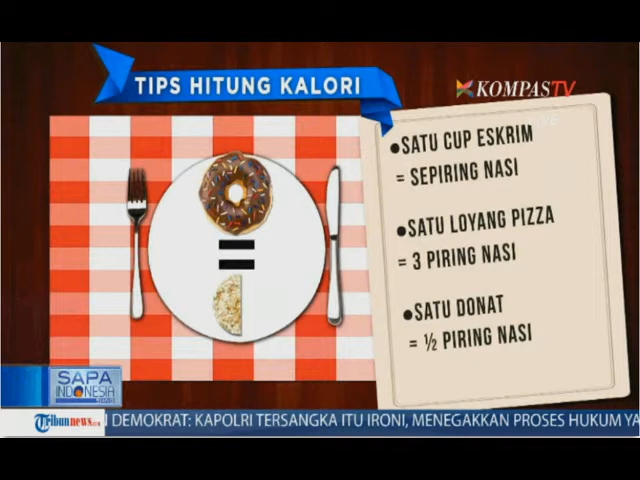 TIPS HITUNG KALORI
KOMPASTV
LIVE
●SATU CUP ESKRIM
= SEPIRING NASI
●SATU LOYANG PIZZA
= 3 PIRING NASI
●SATU DONAT
= ½ PIRING NASI
SAPA
INDONESIA
Tribunnews.com
DEMOKRAT: KAPOLRI TERSANGKA ITU IRONI, MENEGAKKAN PROSES HUKUM YA